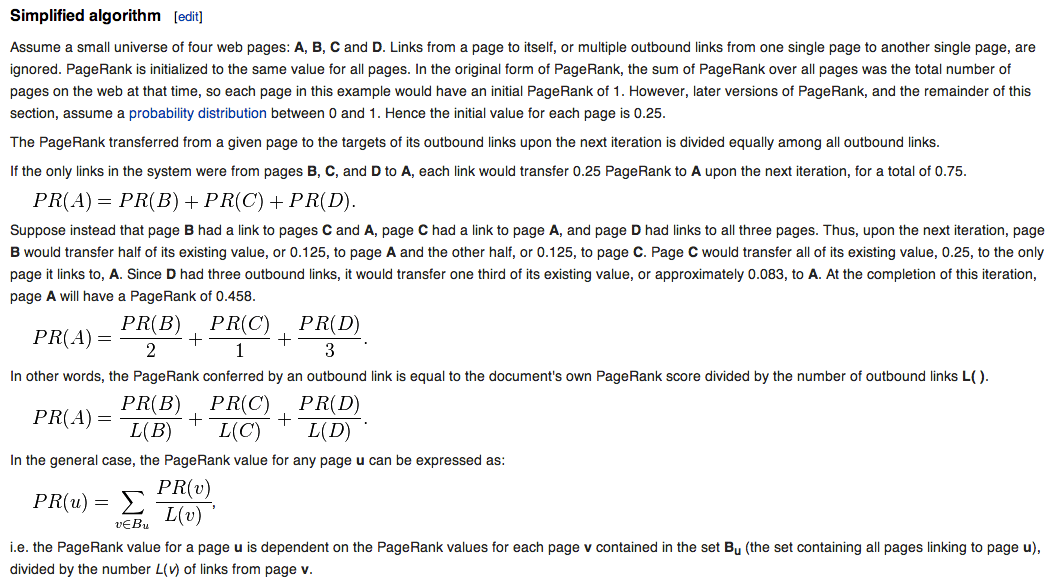 Simplified algorithm [edit]
Assume a small universe of four web pages: A, B, C and D. Links from a page to itself, or multiple outbound links from one single page to another single page, are
ignored. PageRank is initialized to the same value for all pages. In the original form of PageRank, the sum of PageRank over all pages was the total number of
pages on the web at that time, so each page in this example would have an initial PageRank of 1. However, later versions of PageRank, and the remainder of this
section, assume a probability distribution between 0 and 1. Hence the initial value for each page is 0.25.
The PageRank transferred from a given page to the targets of its outbound links upon the next iteration is divided equally among all outbound links.
If the only links in the system were from pages B, C, and D to A, each link would transfer 0.25 PageRank to A upon the next iteration, for a total of 0.75.
PR(A) = PR(B) + PR(C) + PR(D).
Suppose instead that page B had a link to pages C and A, page C had a link to page A, and page D had links to all three pages. Thus, upon the next iteration, page
B would transfer half of its existing value, or 0.125, to page A and the other half, or 0.125, to page C. Page C would transfer all of its existing value, 0.25, to the only
page it links to, A. Since D had three outbound links, it would transfer one third of its existing value, or approximately 0.083, to A. At the completion of this iteration,
page A will have a PageRank of 0.458.
PR(A) = PR(B)/2 + PR(C)/1 + PR(D)/3.
In other words, the PageRank conferred by an outbound link is equal to the document's own PageRank score divided by the number of outbound links L( ).
PR(A) = PR(B)/L(B) + PR(C)/L(C) + PR(D)/L(D).
In the general case, the PageRank value for any page u can be expressed as:
PR(u) = ∑ v∈Bu PR(v)/L(v),
i.e. the PageRank value for a page u is dependent on the PageRank values for each page v contained in the set Bu (the set containing all pages linking to page u),
divided by the number L(v) of links from page v.